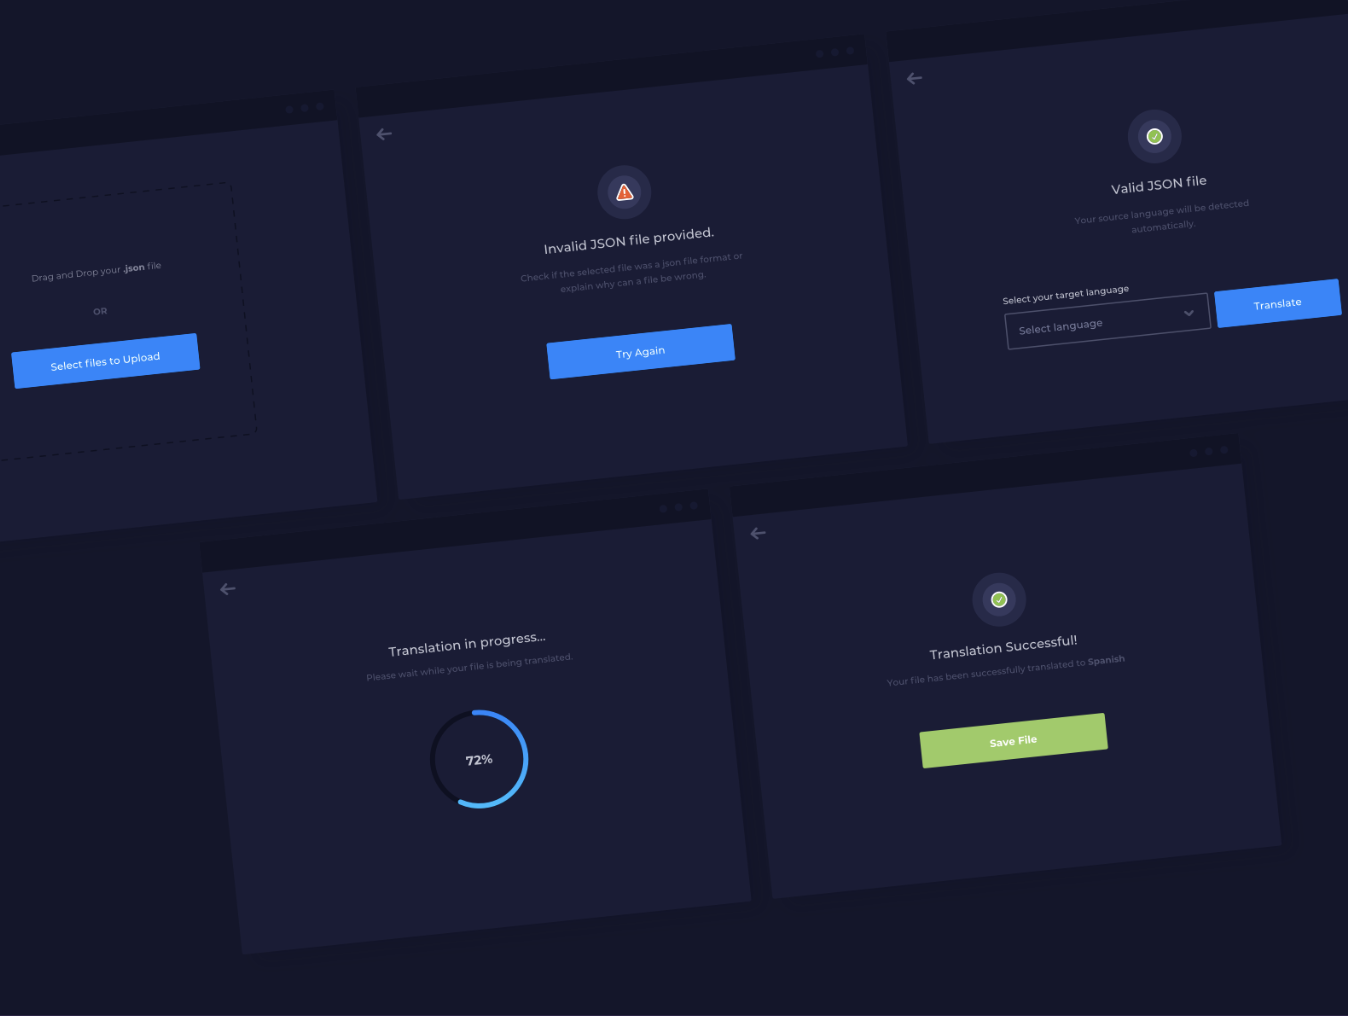 Drag and Drop your .json file
OR
Select files to Upload
Invalid JSON file provided.
Check if the selected file was a json file format or
explain why can a file be wrong.
Try Again
Valid JSON file
Your source language will be detected
automatically.
Select your target language
Select language
Translate
Translation in progress...
Please wait while your file is being translated.
72%
Translation Successful!
Your file has been successfully translated to Spanish
Save File